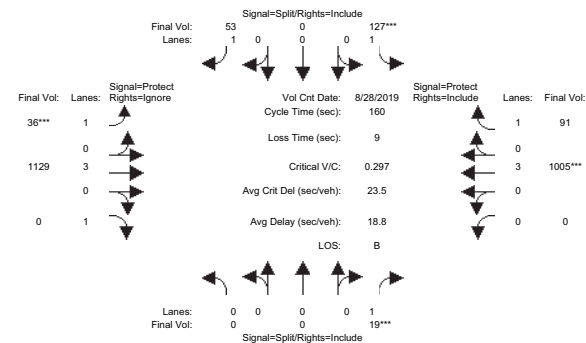 Signal=Split/Rights=Include
Final Vol: 53 0 127***
Lanes: 1 0 0 0 1
Signal=Protect Signal=Protect
Final Vol: Lanes: Rights=Ignore Vol Cnt Date: 8/28/2019 Rights=Include Lanes: Final Vol:
36*** 1 Cycle Time (sec): 160 1 91
0 Loss Time (sec): 9 0
1129 3 Critical V/C: 0.297 3 1005***
0 Avg Crit Del (sec/veh): 23.5 0
0 1 Avg Delay (sec/veh): 18.8 0 0
LOS: B
Lanes: 0 0 0 0 1
Final Vol: 0 0 19***
Signal=Split/Rights=Include